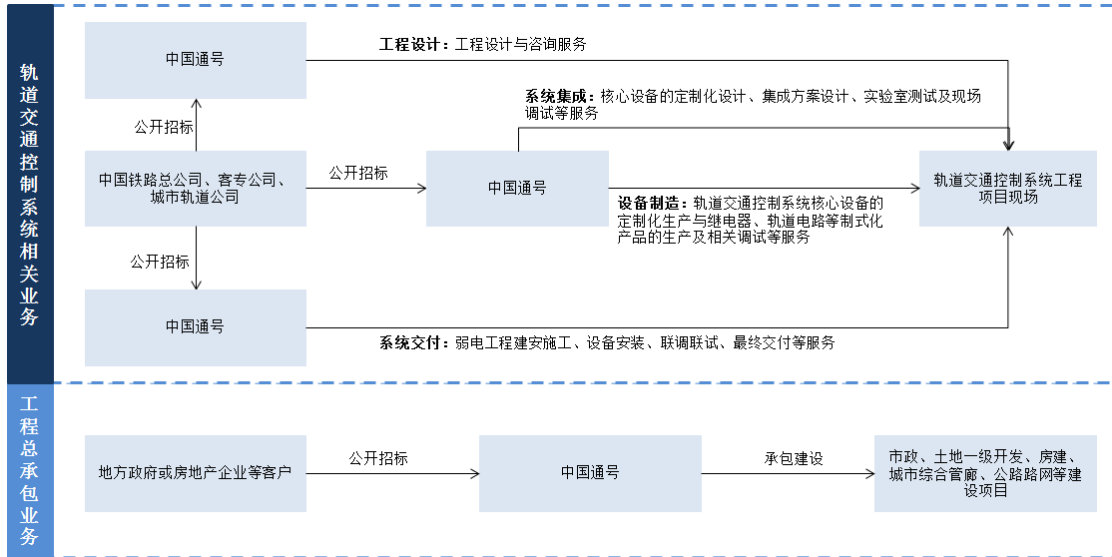 轨道交通控制系统相关业务
中国通号
工程设计：工程设计与咨询服务
公开招标
系统集成：核心设备的定制化设计、集成方案设计、实验室测试及现场
调试等服务
中国铁路总公司、客专公司、
城市轨道公司
公开招标
中国通号
轨道交通控制系统工程
项目现场
设备制造：轨道交通控制系统核心设备的
定制化生产与继电器、轨道电路等制式化
产品的生产及相关调试等服务
公开招标
中国通号
系统交付：弱电工程建安施工、设备安装、联调联试、最终交付等服务
工程总承包业务
地方政府或房地产企业等客户
公开招标
中国通号
承包建设
市政、土地一级开发、房建、
城市综合管廊、公路路网等建
设项目